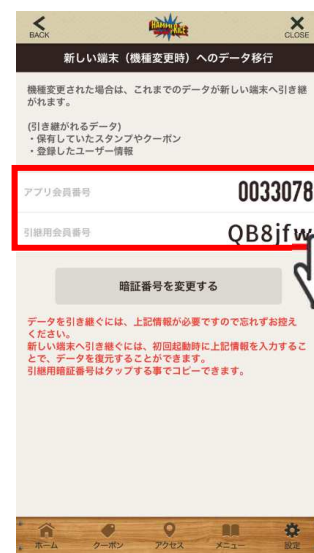 BACK
CLOSE
新しい端末(機種変更時)へのデータ移行
機種変更された場合は、これまでのデータが新しい端末へ引き継
がれます。
(引き継がれるデータ)
・保有していたスタンプやクーポン
・登録したユーザー情報
アプリ会員番号
0033078
引継用会員番号
QB8jfw
暗証番号を変更する
データを引き継ぐには、上記情報が必要ですので忘れずお控え
ください。
新しい端末へ引き継ぐには、初回起動時に上記情報を入力するこ
とで、データを復元することができます。
引継用暗証番号はタップする事でコピーできます。
ホーム
クーポン
アクセス
メニュー
設定